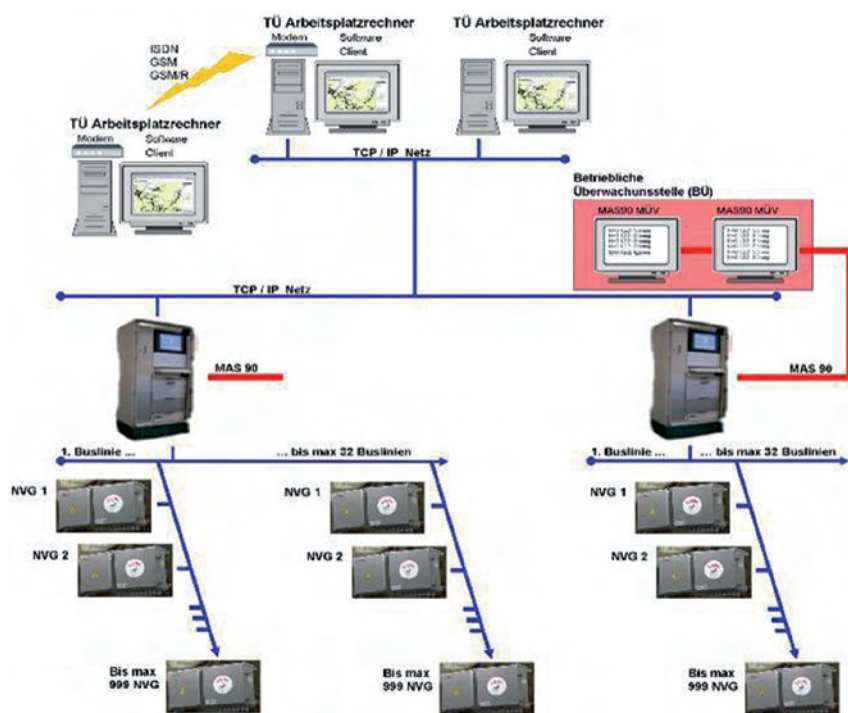 TÜ Arbeitsplatzrechner
Modem Software
Client
TÜ Arbeitsplatzrechner
Software
Client
ISDN
GSM
GSM/R
TÜ Arbeitsplatzrechner
Modem Software
Client
TCP / IP Netz
Betriebliche
Überwachunsstelle (BÜ)
MAS90 MÜV
MAS90 MÜV
TCP / IP Netz
MAS 90
MAS 90
1. Buslinie ... ... bis max 32 Buslinien
1. Buslinie ... ... bis max 32 Buslinien
NVG 1
NVG 1
NVG 1
NVG 2
NVG 2
NVG 2
Bis max
999 NVG
Bis max
999 NVG
Bis max
999 NVG